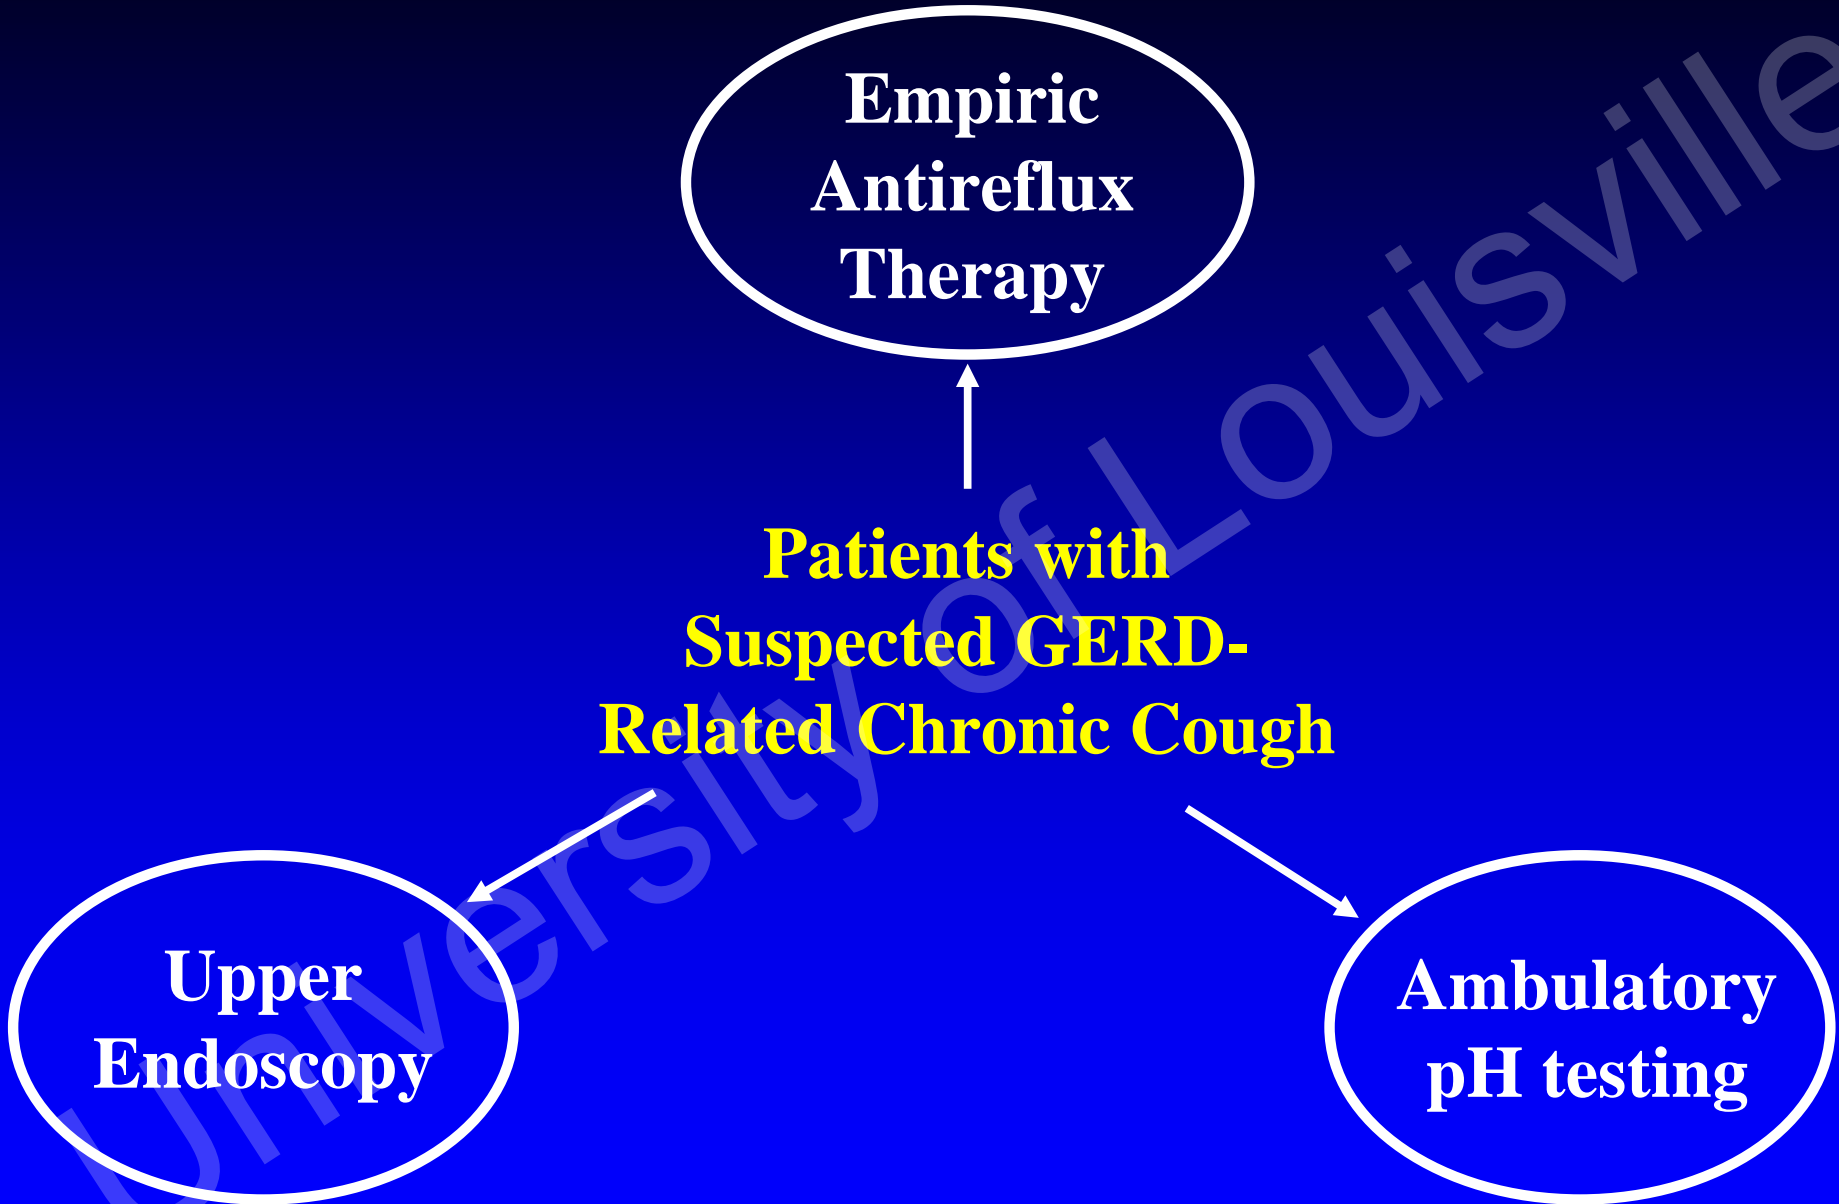 Empiric
Antireflux
Therapy
Patients with
Suspected GERD-
Related Chronic Cough
Upper
Endoscopy
Ambulatory
pH testing
University of Louisville